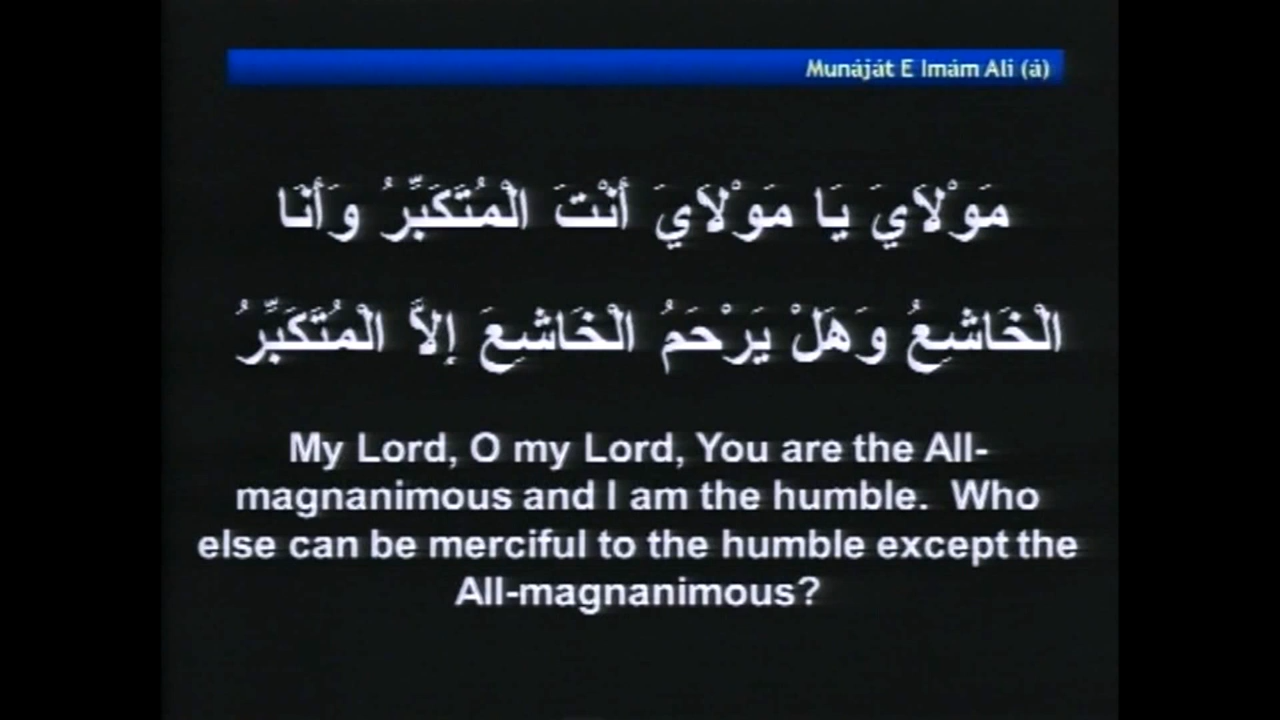 Munáját E Imám Ali (á)
مَوْلاَيَ يَا مَوْلاَيَ أَنْتَ الْمُتَكَبِّرُ وَأَنَا
الْخَاشِعُ وَهَلْ يَرْحَمُ الْخَاشِعَ إِلاَّ الْمُتَكَبِّرُ
My Lord, O my Lord, You are the All-
magnanimous and I am the humble.  Who
else can be merciful to the humble except the
All-magnanimous?